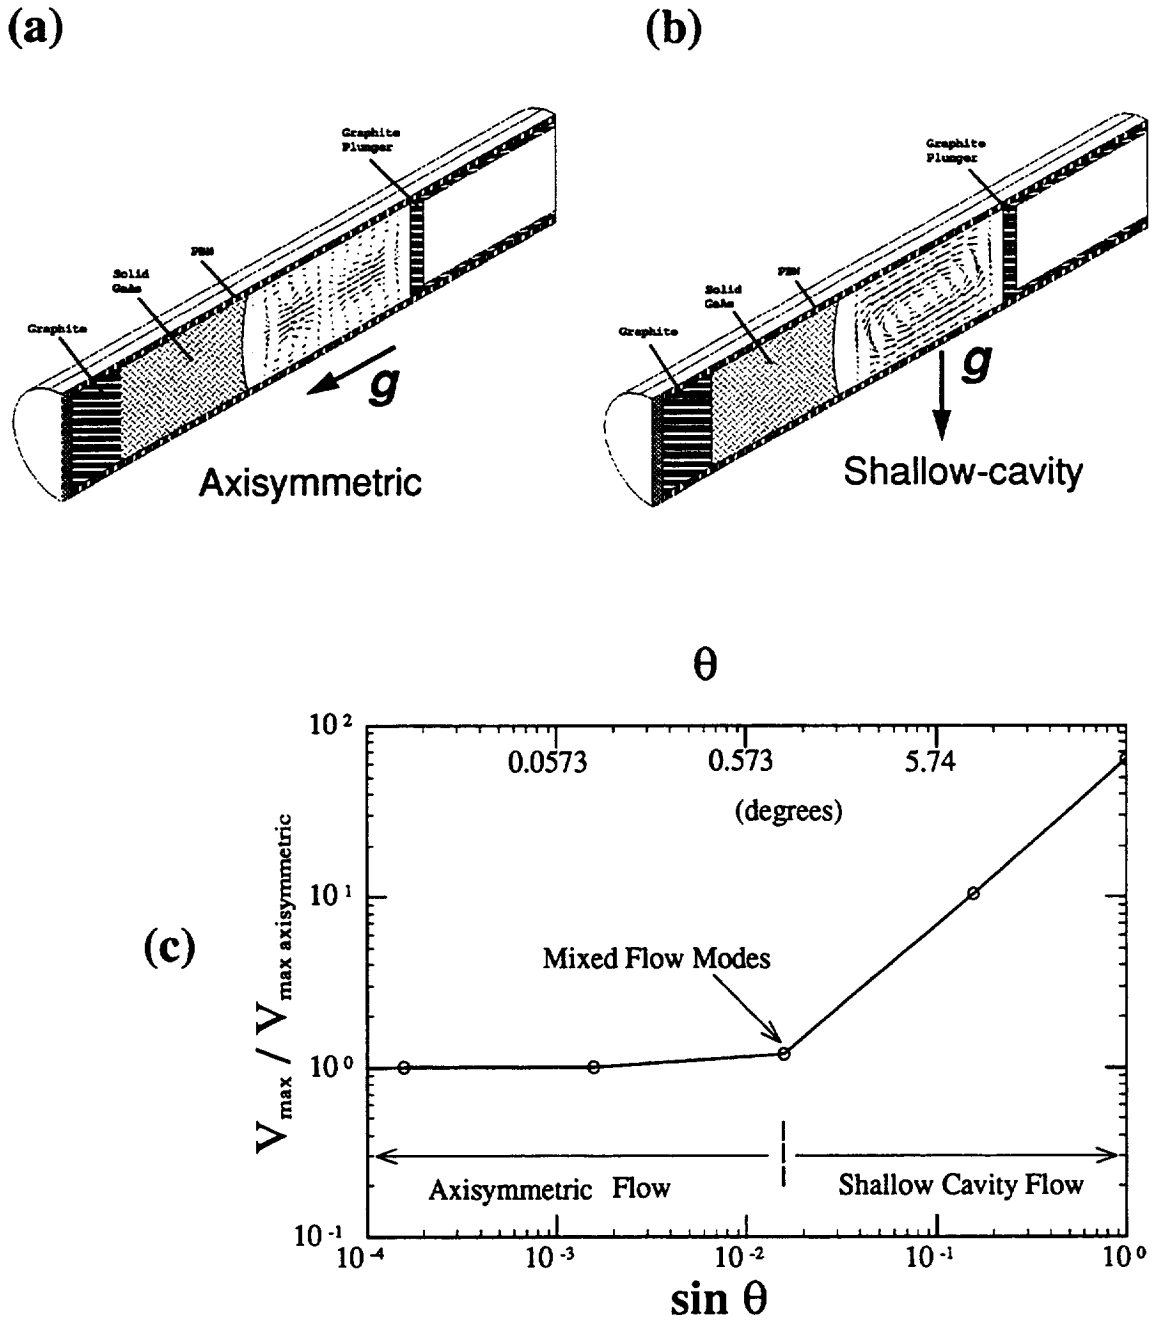 (a)
Graphite
Plunger
PBN
Solid
GaAs
Graphite
g
Axisymmetric
(b)
Graphite
Plunger
PBN
Solid
GaAs
Graphite
g
Shallow-cavity
(c)
θ
10²
0.0573 0.573 5.74
(degrees)
10¹
Mixed Flow Modes
10⁰
Axisymmetric Flow Shallow Cavity Flow
10⁻¹
V max / V max axisymmetric
10⁻⁴ 10⁻³ 10⁻² 10⁻¹ 10⁰
sin θ